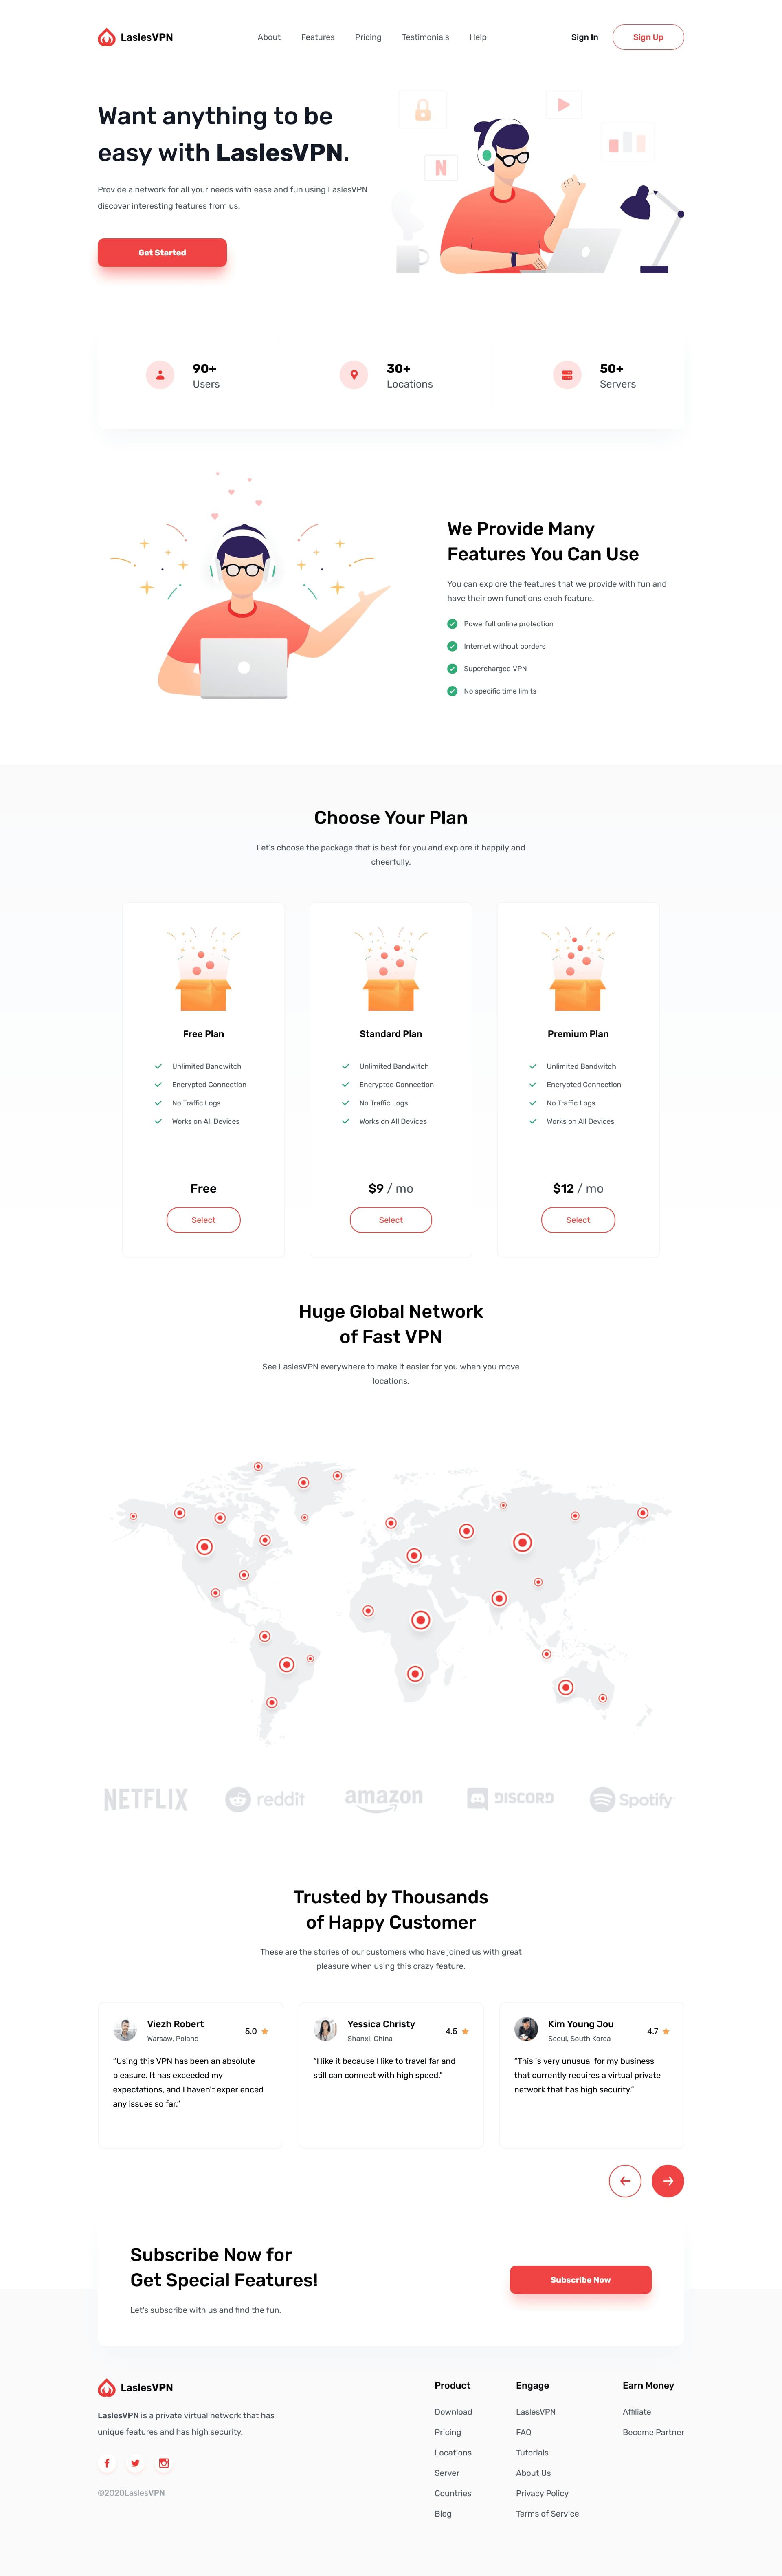 LaslesVPN
About
Features
Pricing
Testimonials
Help
Sign In
Sign Up
Want anything to be
easy with LaslesVPN.
Provide a network for all your needs with ease and fun using LaslesVPN
discover interesting features from us.
Get Started
N
90+
Users
30+
Locations
50+
Servers
We Provide Many
Features You Can Use
You can explore the features that we provide with fun and
have their own functions each feature.
Powerfull online protection
Internet without borders
Supercharged VPN
No specific time limits
Choose Your Plan
Let's choose the package that is best for you and explore it happily and
cheerfully.
Free Plan
Unlimited Bandwitch
Encrypted Connection
No Traffic Logs
Works on All Devices
Free
Select
Standard Plan
Unlimited Bandwitch
Encrypted Connection
No Traffic Logs
Works on All Devices
$9 / mo
Select
Premium Plan
Unlimited Bandwitch
Encrypted Connection
No Traffic Logs
Works on All Devices
$12 / mo
Select
Huge Global Network
of Fast VPN
See LaslesVPN everywhere to make it easier for you when you move
locations.
NETFLIX
reddit
amazon
DISCORD
Spotify
Trusted by Thousands
of Happy Customer
These are the stories of our customers who have joined us with great
pleasure when using this crazy feature.
Viezh Robert
Warsaw, Poland
5.0
“Using this VPN has been an absolute
pleasure. It has exceeded my
expectations, and I haven't experienced
any issues so far.”
Yessica Christy
Shanxi, China
4.5
“I like it because I like to travel far and
still can connect with high speed.”
Kim Young Jou
Seoul, South Korea
4.7
“This is very unusual for my business
that currently requires a virtual private
network that has high security.”
Subscribe Now for
Get Special Features!
Let's subscribe with us and find the fun.
Subscribe Now
LaslesVPN
LaslesVPN is a private virtual network that has
unique features and has high security.
©2020LaslesVPN
Product
Download
Pricing
Locations
Server
Countries
Blog
Engage
LaslesVPN
FAQ
Tutorials
About Us
Privacy Policy
Terms of Service
Earn Money
Affiliate
Become Partner